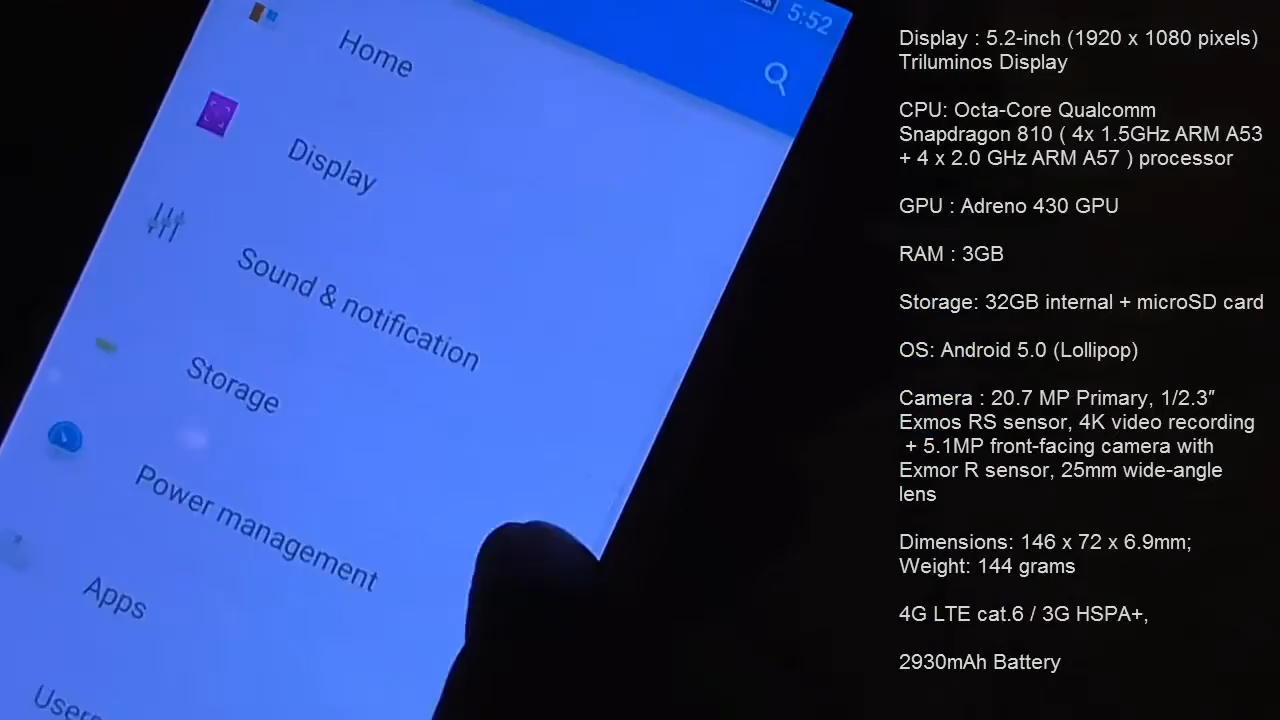 5:52
Home
Display
Sound & notification
Storage
Power management
Apps
Users
Display : 5.2-inch (1920 x 1080 pixels)
Triluminos Display
CPU: Octa-Core Qualcomm
Snapdragon 810 ( 4x 1.5GHz ARM A53
+ 4 x 2.0 GHz ARM A57 ) processor
GPU : Adreno 430 GPU
RAM : 3GB
Storage: 32GB internal + microSD card
OS: Android 5.0 (Lollipop)
Camera : 20.7 MP Primary, 1/2.3″
Exmos RS sensor, 4K video recording
+ 5.1MP front-facing camera with
Exmor R sensor, 25mm wide-angle
lens
Dimensions: 146 x 72 x 6.9mm;
Weight: 144 grams
4G LTE cat.6 / 3G HSPA+,
2930mAh Battery